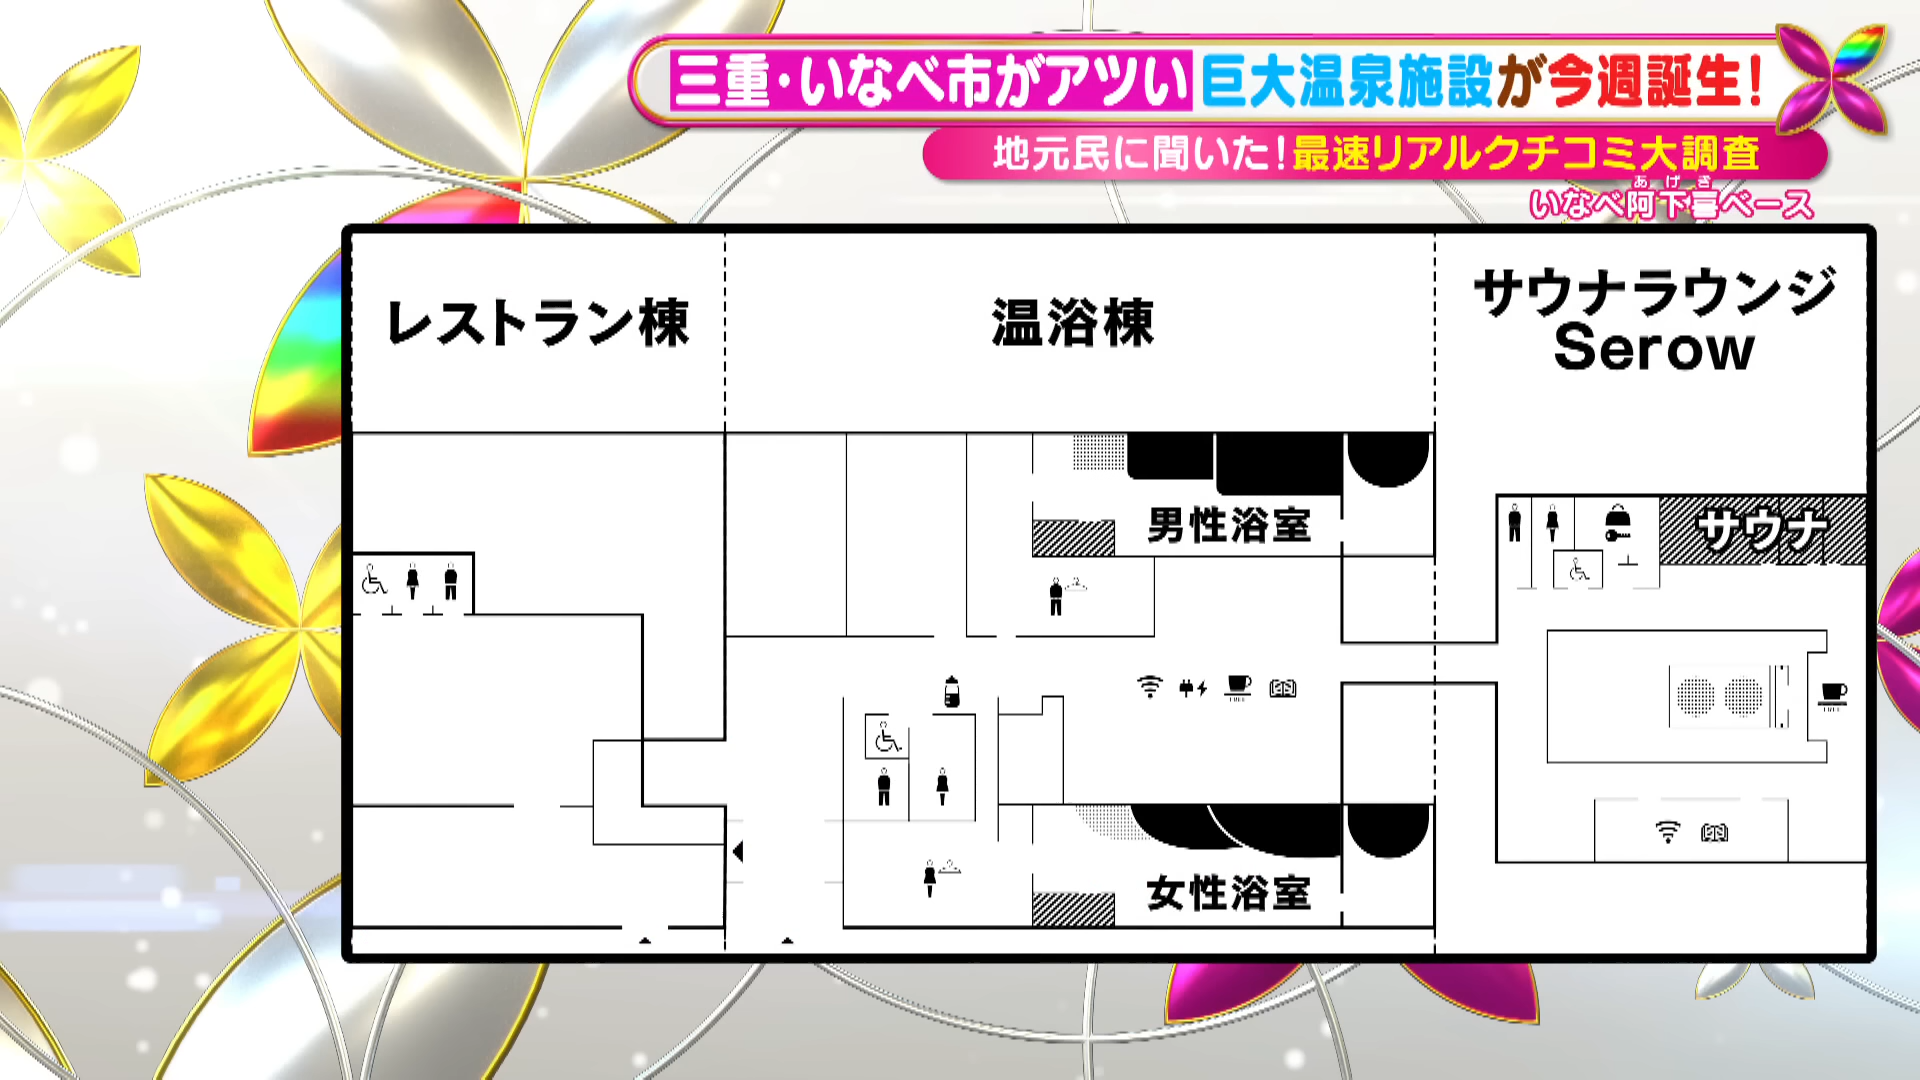 三重・いなべ市がアツい 巨大温泉施設が今週誕生!
地元民に聞いた!最速リアルクチコミ大調査
あげき
いなべ阿下喜ベース
レストラン棟
温浴棟
サウナラウンジ
Serow
男性浴室
サウナ
女性浴室